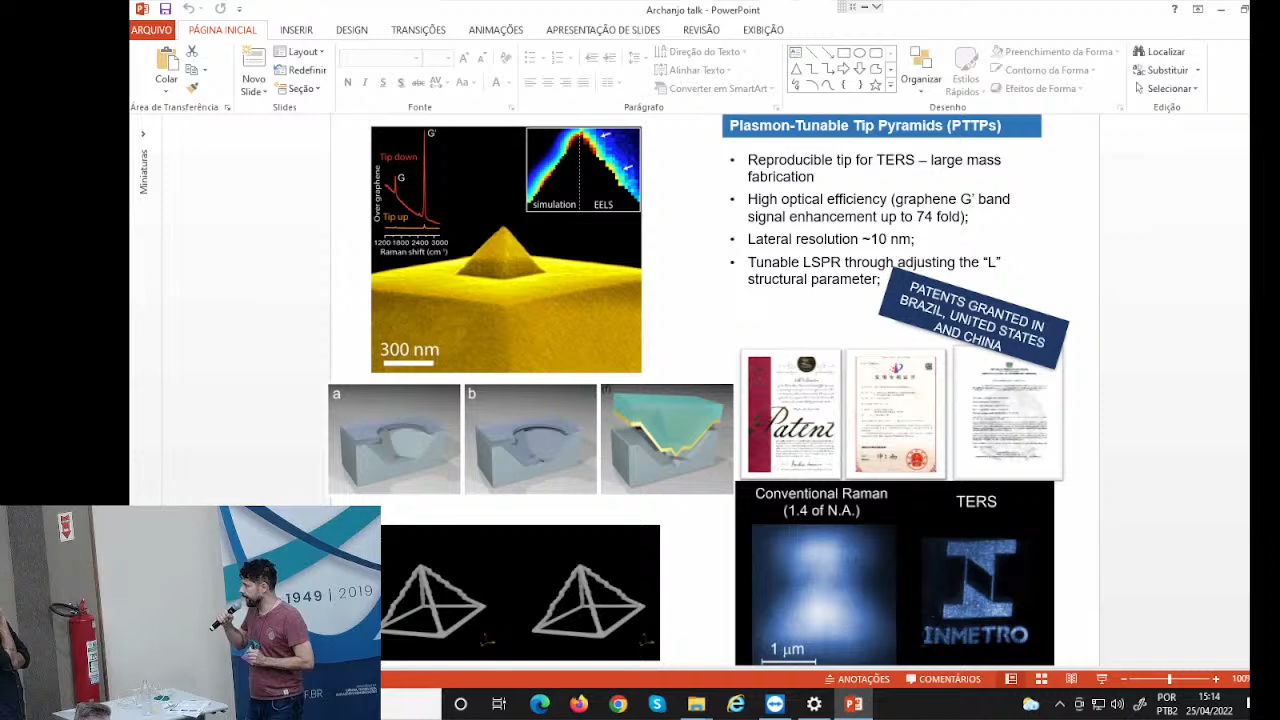 Archanjo talk - PowerPoint
?
ARQUIVO
PÁGINA INICIAL
INSERIR
DESIGN
TRANSIÇÕES
ANIMAÇÕES
APRESENTAÇÃO DE SLIDES
REVISÃO
EXIBIÇÃO
Colar
Área de Transferência
Novo
Slide
Layout
Redefinir
Seção
Slides
N I S S abc AV Aa A
Fonte
Direção do Texto
Alinhar Texto
Converter em SmartArt
Parágrafo
Organizar
Estilos
Rápidos
Preenchimento da Forma
Contorno da Forma
Efeitos de Forma
Desenho
Localizar
Substituir
Selecionar
Edição
Miniaturas
G'
Tip down
G
Over graphene
Tip up
1200 1800 2400 3000
Raman shift (cm⁻¹)
simulation
EELS
300 nm
Plasmon-Tunable Tip Pyramids (PTTPs)
• Reproducible tip for TERS – large mass
fabrication
• High optical efficiency (graphene G' band
signal enhancement up to 74 fold);
• Lateral resolution ~10 nm;
• Tunable LSPR through adjusting the “L”
structural parameter;
PATENTS GRANTED IN
BRAZIL, UNITED STATES
AND CHINA
a
b
Patent
Conventional Raman
(1.4 of N.A.)
TERS
INMETRO
1 μm
1949 | 2019
F.BR
ANOTAÇÕES
COMENTÁRIOS
100%
POR
PTB2
15:14
25/04/2022